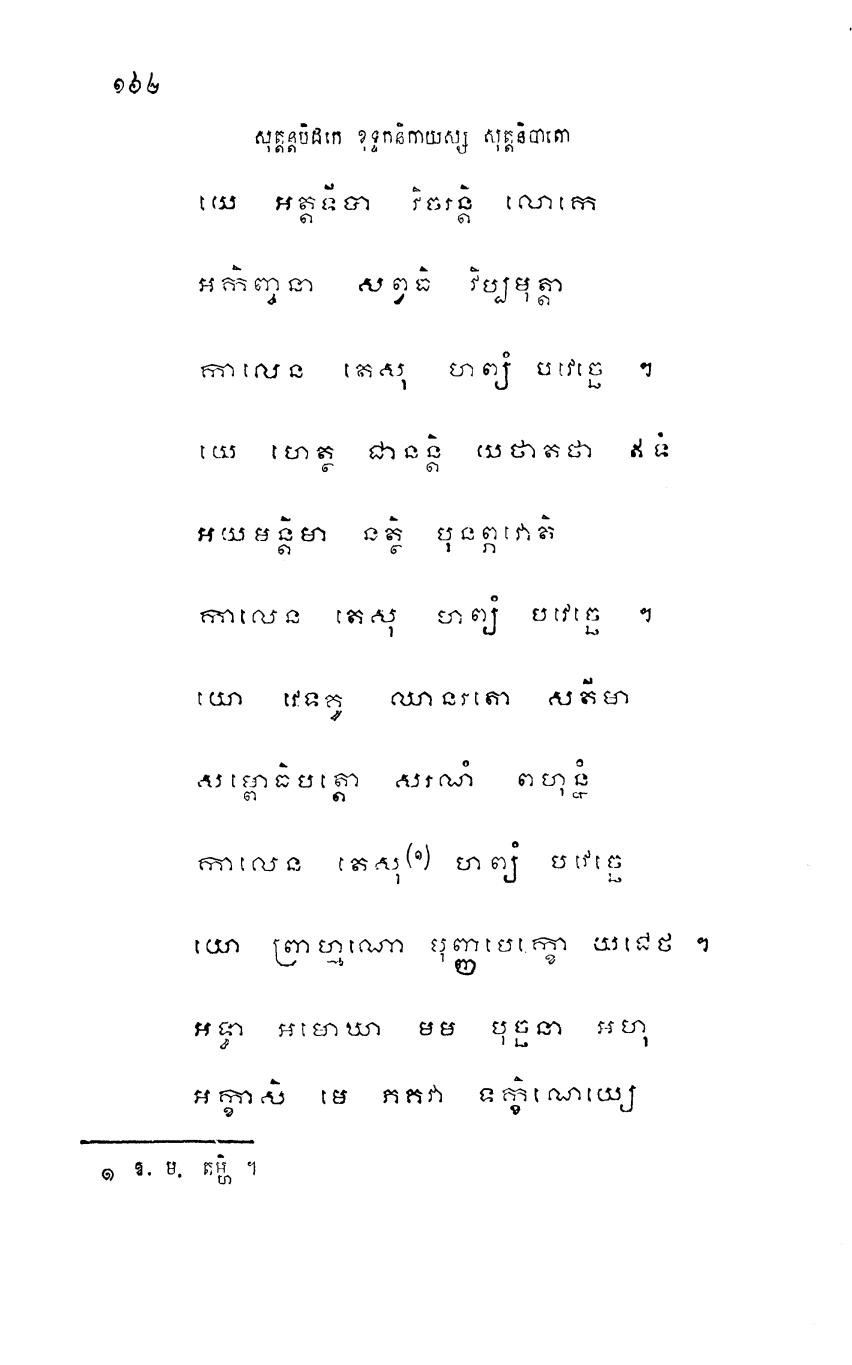 ១៦២
សុត្តន្តបិដកេ ខុទ្ទកនិកាយស្ស សុត្តនិបាតោ
យេ អត្តទីបា វិចរន្តិ លោកេ
អកិញ្ចនា សព្វធិ វិប្បមុត្តា
កាលេន តេសុ ហព្យំ បវេច្ឆេ ។
យេ ហេត្ថ ជានន្តិ យថាតថា ឥទំ
អយមន្តិមា នត្ថិ បុនព្ភវោតិ
កាលេន តេសុ ហព្យំ បវេច្ឆេ ។
យោ វេទគូ ឈានរតោ សតីមា
សម្ពោធិបត្តោ សរណំ ពហុន្នំ
កាលេន តេសុ(១) ហព្យំ បវេច្ឆេ
យោ ព្រាហ្មណោ បុញ្ញបេក្ខោ យជេថ ។
អទ្ធា អមោឃា មម បុច្ឆនា អហុ
អក្ខាសិ មេ ភគវា ទក្ខិណេយ្យេ
១ ឱ. ម. តម្ហិ ។